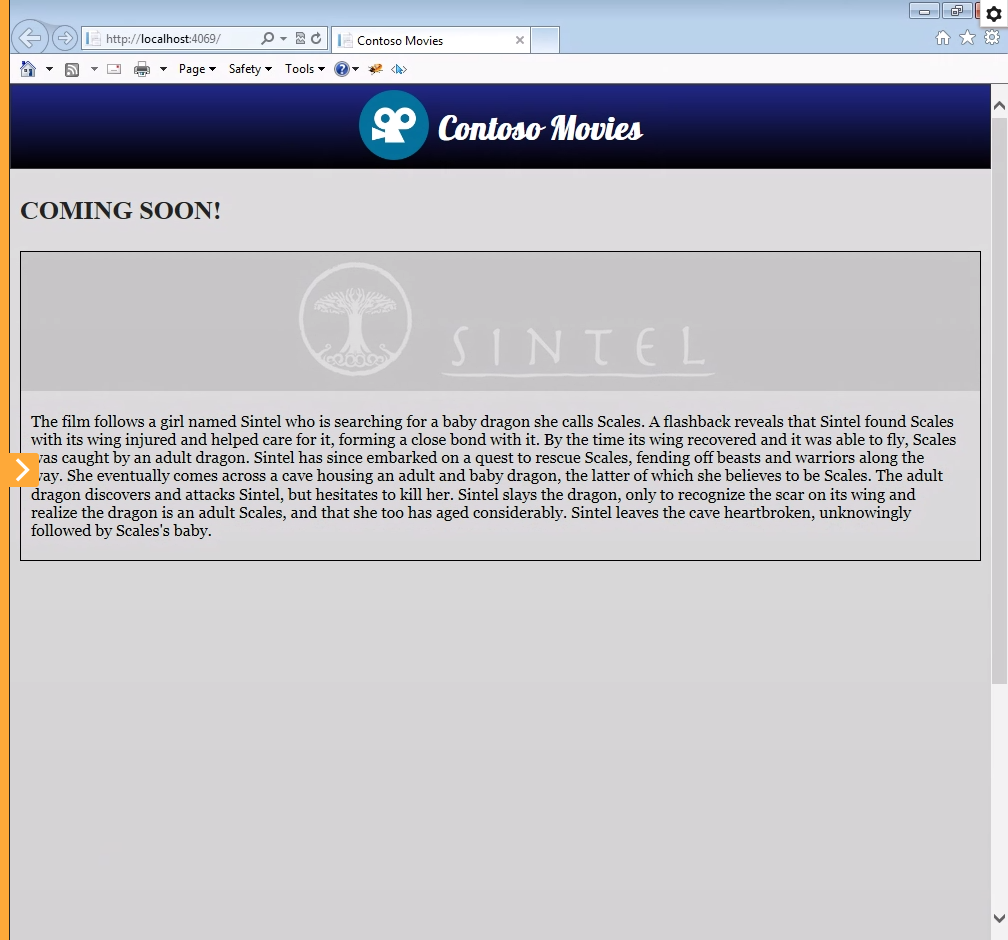 http://localhost:4069/
Contoso Movies
Page
Safety
Tools
Contoso Movies
COMING SOON!
SINTEL
The film follows a girl named Sintel who is searching for a baby dragon she calls Scales. A flashback reveals that Sintel found Scales
with its wing injured and helped care for it, forming a close bond with it. By the time its wing recovered and it was able to fly, Scales
was caught by an adult dragon. Sintel has since embarked on a quest to rescue Scales, fending off beasts and warriors along the
way. She eventually comes across a cave housing an adult and baby dragon, the latter of which she believes to be Scales. The adult
dragon discovers and attacks Sintel, but hesitates to kill her. Sintel slays the dragon, only to recognize the scar on its wing and
realize the dragon is an adult Scales, and that she too has aged considerably. Sintel leaves the cave heartbroken, unknowingly
followed by Scales's baby.